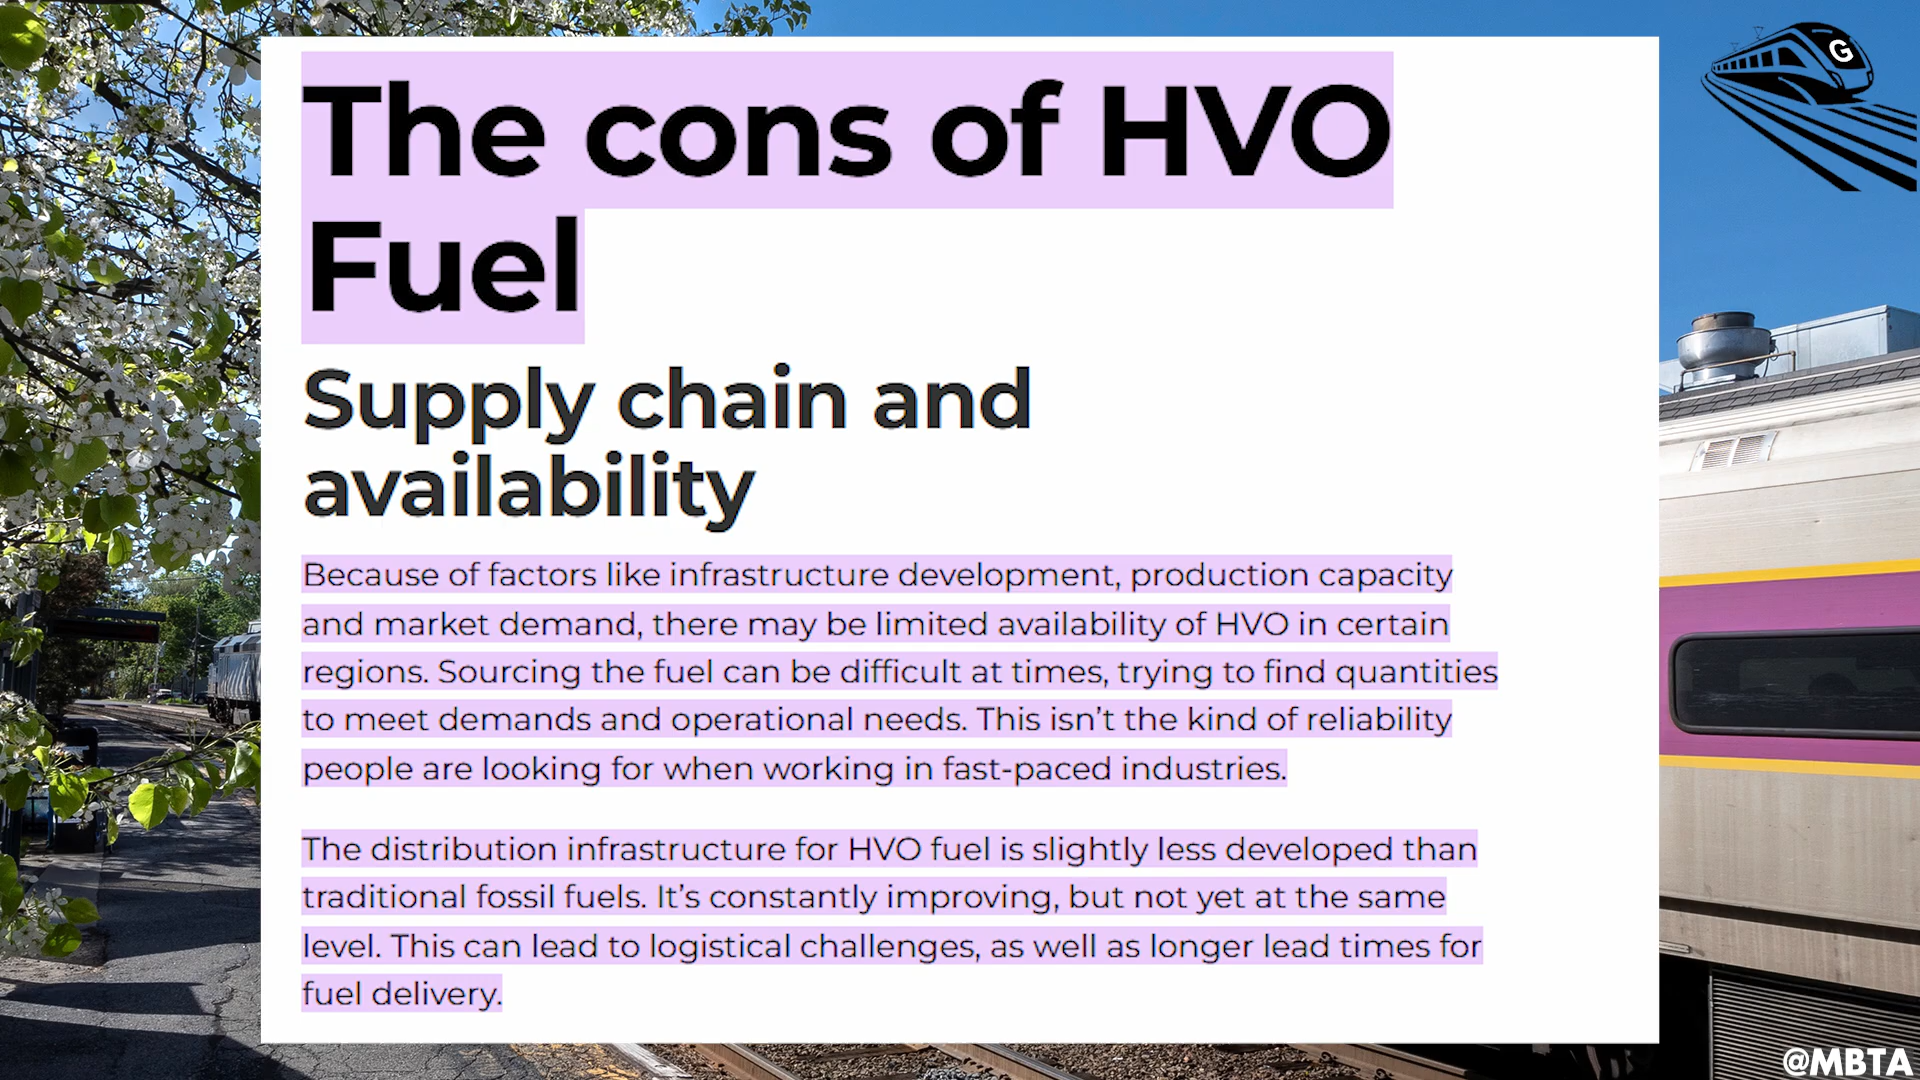 The cons of HVO
Fuel
Supply chain and
availability
Because of factors like infrastructure development, production capacity
and market demand, there may be limited availability of HVO in certain
regions. Sourcing the fuel can be difficult at times, trying to find quantities
to meet demands and operational needs. This isn’t the kind of reliability
people are looking for when working in fast-paced industries.
The distribution infrastructure for HVO fuel is slightly less developed than
traditional fossil fuels. It’s constantly improving, but not yet at the same
level. This can lead to logistical challenges, as well as longer lead times for
fuel delivery.
G
@MBTA